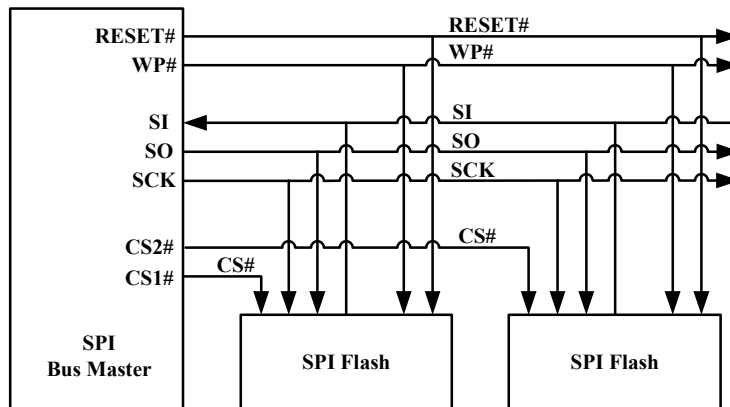 RESET#
RESET#
WP#
WP#
SI
SI
SO
SO
SCK
SCK
CS2#
CS#
CS1#
CS#
SPI
Bus Master
SPI Flash
SPI Flash